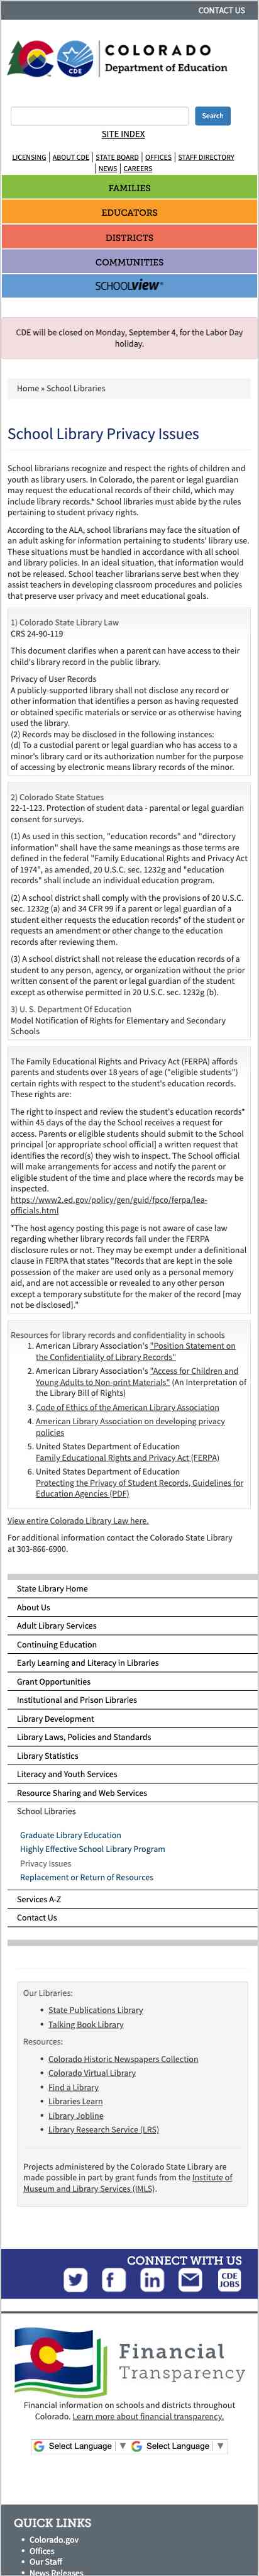 CONTACT US
COLORADO
Department of Education
CDE
Search
SITE INDEX
LICENSING | ABOUT CDE | STATE BOARD | OFFICES | STAFF DIRECTORY
| NEWS | CAREERS
FAMILIES
EDUCATORS
DISTRICTS
COMMUNITIES
SCHOOLVIEW®
CDE will be closed on Monday, September 4, for the Labor Day
holiday.
Home » School Libraries
School Library Privacy Issues
School librarians recognize and respect the rights of children and
youth as library users. In Colorado, the parent or legal guardian
may request the educational records of their child, which may
include library records.* School libraries must abide by the rules
pertaining to student privacy rights.
According to the ALA, school librarians may face the situation of
an adult asking for information pertaining to students' library use.
These situations must be handled in accordance with all school
and library policies. In an ideal situation, that information would
not be released. School teacher librarians serve best when they
assist teachers in developing classroom procedures and policies
that preserve user privacy and meet educational goals.
1) Colorado State Library Law
CRS 24-90-119
This document clarifies when a parent can have access to their
child's library record in the public library.
Privacy of User Records
A publicly-supported library shall not disclose any record or
other information that identifies a person as having requested
or obtained specific materials or service or as otherwise having
used the library.
(2) Records may be disclosed in the following instances:
(d) To a custodial parent or legal guardian who has access to a
minor's library card or its authorization number for the purpose
of accessing by electronic means library records of the minor.
2) Colorado State Statues
22-1-123. Protection of student data - parental or legal guardian
consent for surveys.
(1) As used in this section, "education records" and "directory
information" shall have the same meanings as those terms are
defined in the federal "Family Educational Rights and Privacy Act
of 1974", as amended, 20 U.S.C. sec. 1232g and "education
records" shall include an individual education program.
(2) A school district shall comply with the provisions of 20 U.S.C.
sec. 1232g (a) and 34 CFR 99 if a parent or legal guardian of a
student either requests the education records* of the student or
requests an amendment or other change to the education
records after reviewing them.
(3) A school district shall not release the education records of a
student to any person, agency, or organization without the prior
written consent of the parent or legal guardian of the student
except as otherwise permitted in 20 U.S.C. sec. 1232g (b).
3) U. S. Department Of Education
Model Notification of Rights for Elementary and Secondary
Schools
The Family Educational Rights and Privacy Act (FERPA) affords
parents and students over 18 years of age ("eligible students")
certain rights with respect to the student's education records.
These rights are:
The right to inspect and review the student's education records*
within 45 days of the day the School receives a request for
access. Parents or eligible students should submit to the School
principal [or appropriate school official] a written request that
identifies the record(s) they wish to inspect. The School official
will make arrangements for access and notify the parent or
eligible student of the time and place where the records may be
inspected.
https://www2.ed.gov/policy/gen/guid/fpco/ferpa/lea-
officials.html
*The host agency posting this page is not aware of case law
regarding whether library records fall under the FERPA
disclosure rules or not. They may be exempt under a definitional
clause in FERPA that states "Records that are kept in the sole
possession of the maker are used only as a personal memory
aid, and are not accessible or revealed to any other person
except a temporary substitute for the maker of the record [may
not be disclosed]."
Resources for library records and confidentiality in schools
1. American Library Association's "Position Statement on
the Confidentiality of Library Records"
2. American Library Association's "Access for Children and
Young Adults to Non-print Materials" (An Interpretation of
the Library Bill of Rights)
3. Code of Ethics of the American Library Association
4. American Library Association on developing privacy
policies
5. United States Department of Education
Family Educational Rights and Privacy Act (FERPA)
6. United States Department of Education
Protecting the Privacy of Student Records, Guidelines for
Education Agencies (PDF)
View entire Colorado Library Law here.
For additional information contact the Colorado State Library
at 303-866-6900.
State Library Home
About Us
Adult Library Services
Continuing Education
Early Learning and Literacy in Libraries
Grant Opportunities
Institutional and Prison Libraries
Library Development
Library Laws, Policies and Standards
Library Statistics
Literacy and Youth Services
Resource Sharing and Web Services
School Libraries
Graduate Library Education
Highly Effective School Library Program
Privacy Issues
Replacement or Return of Resources
Services A-Z
Contact Us
Our Libraries:
• State Publications Library
• Talking Book Library
Resources:
• Colorado Historic Newspapers Collection
• Colorado Virtual Library
• Find a Library
• Libraries Learn
• Library Jobline
• Library Research Service (LRS)
Projects administered by the Colorado State Library are
made possible in part by grant funds from the Institute of
Museum and Library Services (IMLS).
CONNECT WITH US
CDE
JOBS
Financial
Transparency
Financial information on schools and districts throughout
Colorado. Learn more about financial transparency.
Select Language ▼ Select Language ▼
QUICK LINKS
• Colorado.gov
• Offices
• Our Staff
• News Releases